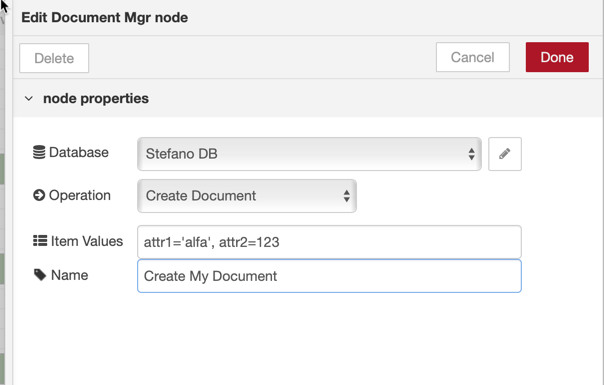 Edit Document Mgr node
Delete
Cancel
Done
node properties
Database
Stefano DB
Operation
Create Document
Item Values
attr1='alfa', attr2=123
Name
Create My Document